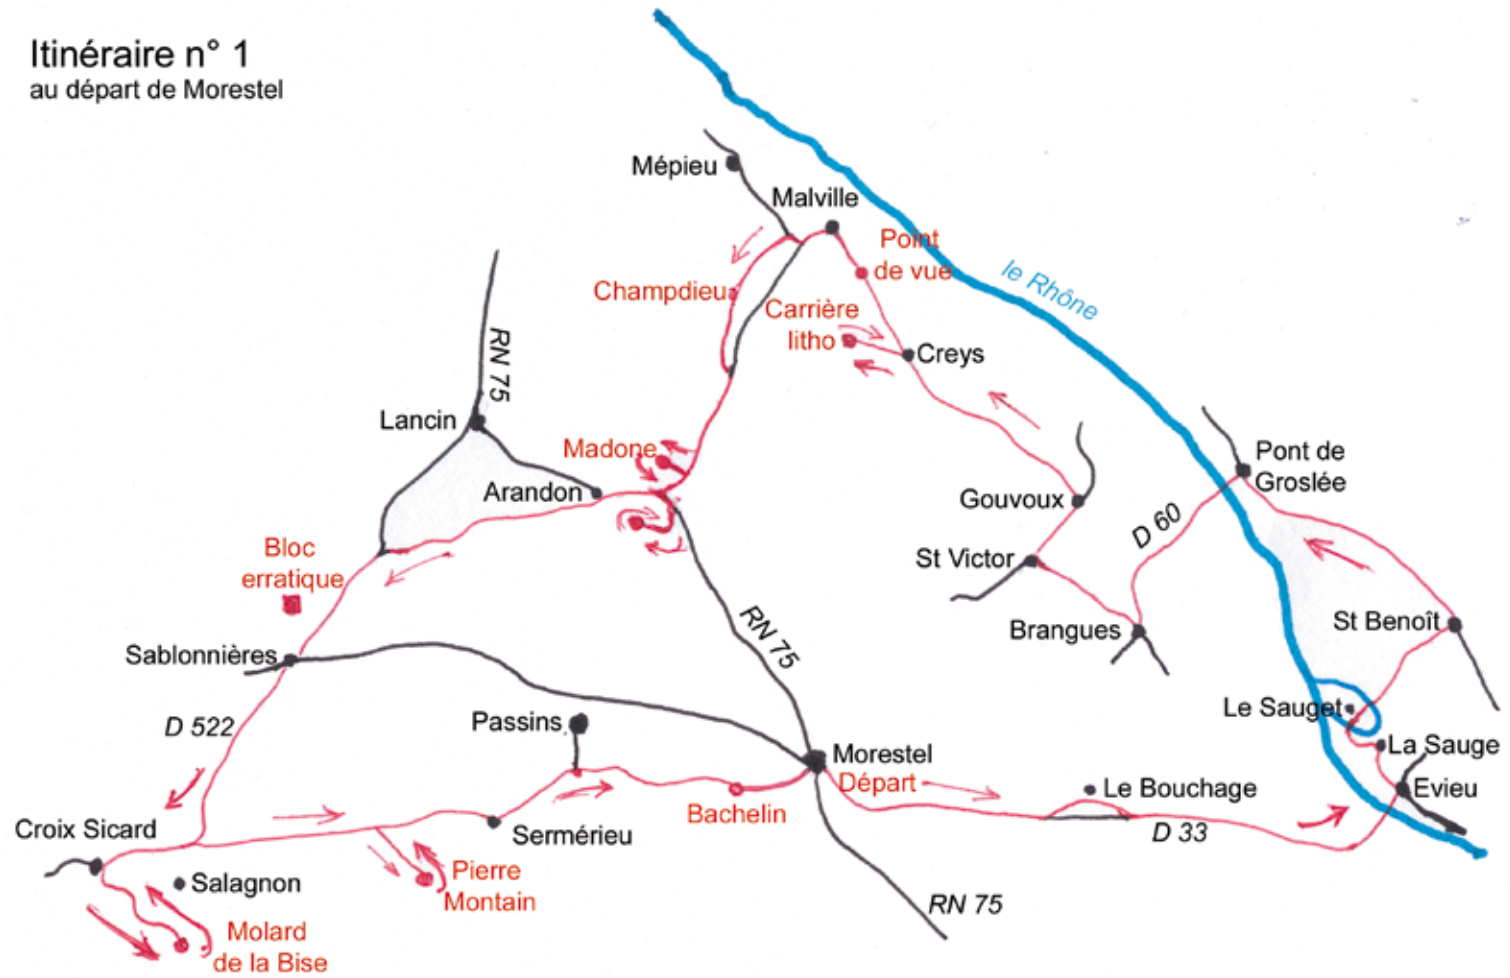 Itinéraire n° 1
au départ de Morestel
Mépieu
Malville
Point
de vue
le Rhône
Champdieu
Carrière
litho
Creys
RN 75
Lancin
Madone
Arandon
Gouvoux
Pont de
Groslée
D 60
St Victor
Bloc
erratique
Brangues
St Benoît
RN 75
Sablonnières
Le Sauget
D 522
Passins
Morestel
La Sauge
Départ
Le Bouchage
Evieu
Bachelin
D 33
Croix Sicard
Sermérieu
Salagnon
Pierre
Montain
RN 75
Molard
de la Bise